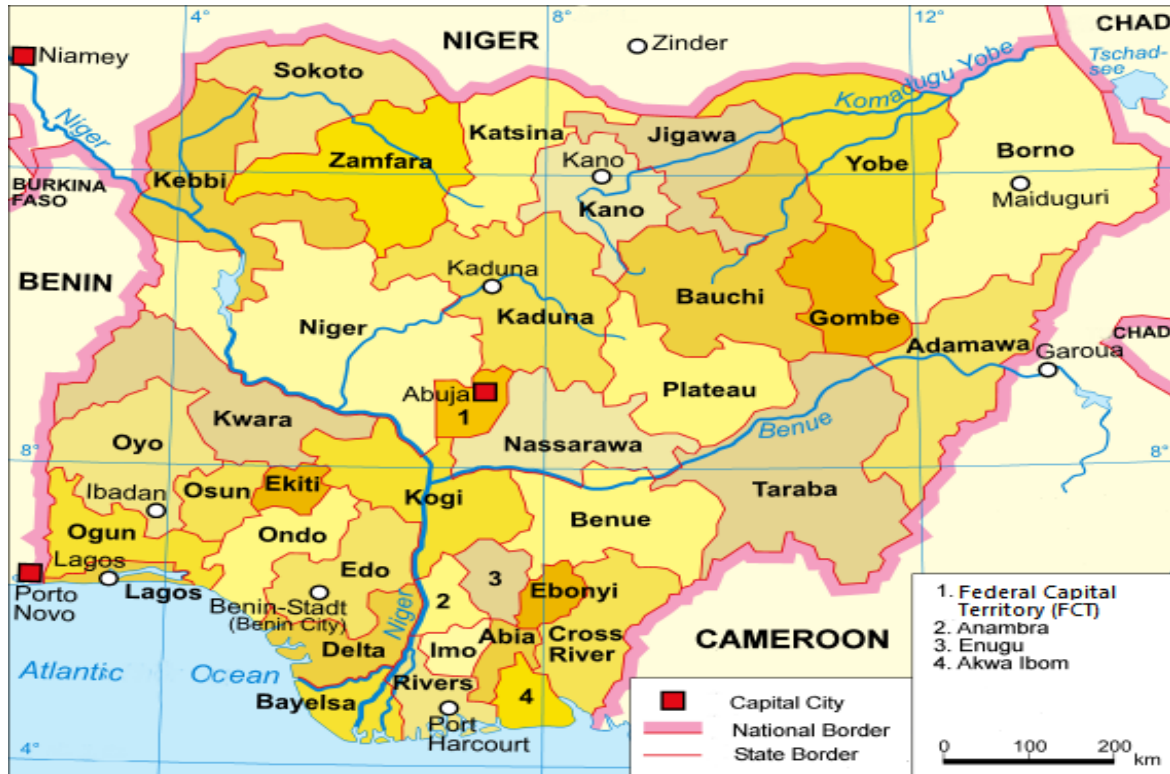 4°
8°
12°
CHAD
NIGER
Zinder
Niamey
Tschad-
see
Sokoto
Komadugu Yobe
Niger
Katsina
Jigawa
Zamfara
Kano
Yobe
Borno
BURKINA
FASO
Kebbi
Kano
Maiduguri
BENIN
Kaduna
Bauchi
Niger
Kaduna
Gombe
CHAD
Adamawa
Garoua
Abuja
1
Plateau
Kwara
Benue
Oyo
Nassarawa
8°
8°
Ibadan
Osun
Ekiti
Kogi
Taraba
Ogun
Ondo
Benue
Lagos
Edo
3
Porto
Novo
Lagos
Benin-Stadt
(Benin City)
Niger
2
Ebonyi
Delta
Imo
Abia
Cross
River
CAMEROON
Atlantic Ocean
Bayelsa
Rivers
4
Port
Harcourt
4°
1. Federal Capital
Territory (FCT)
2. Anambra
3. Enugu
4. Akwa Ibom
Capital City
National Border
State Border
0 100 200
km